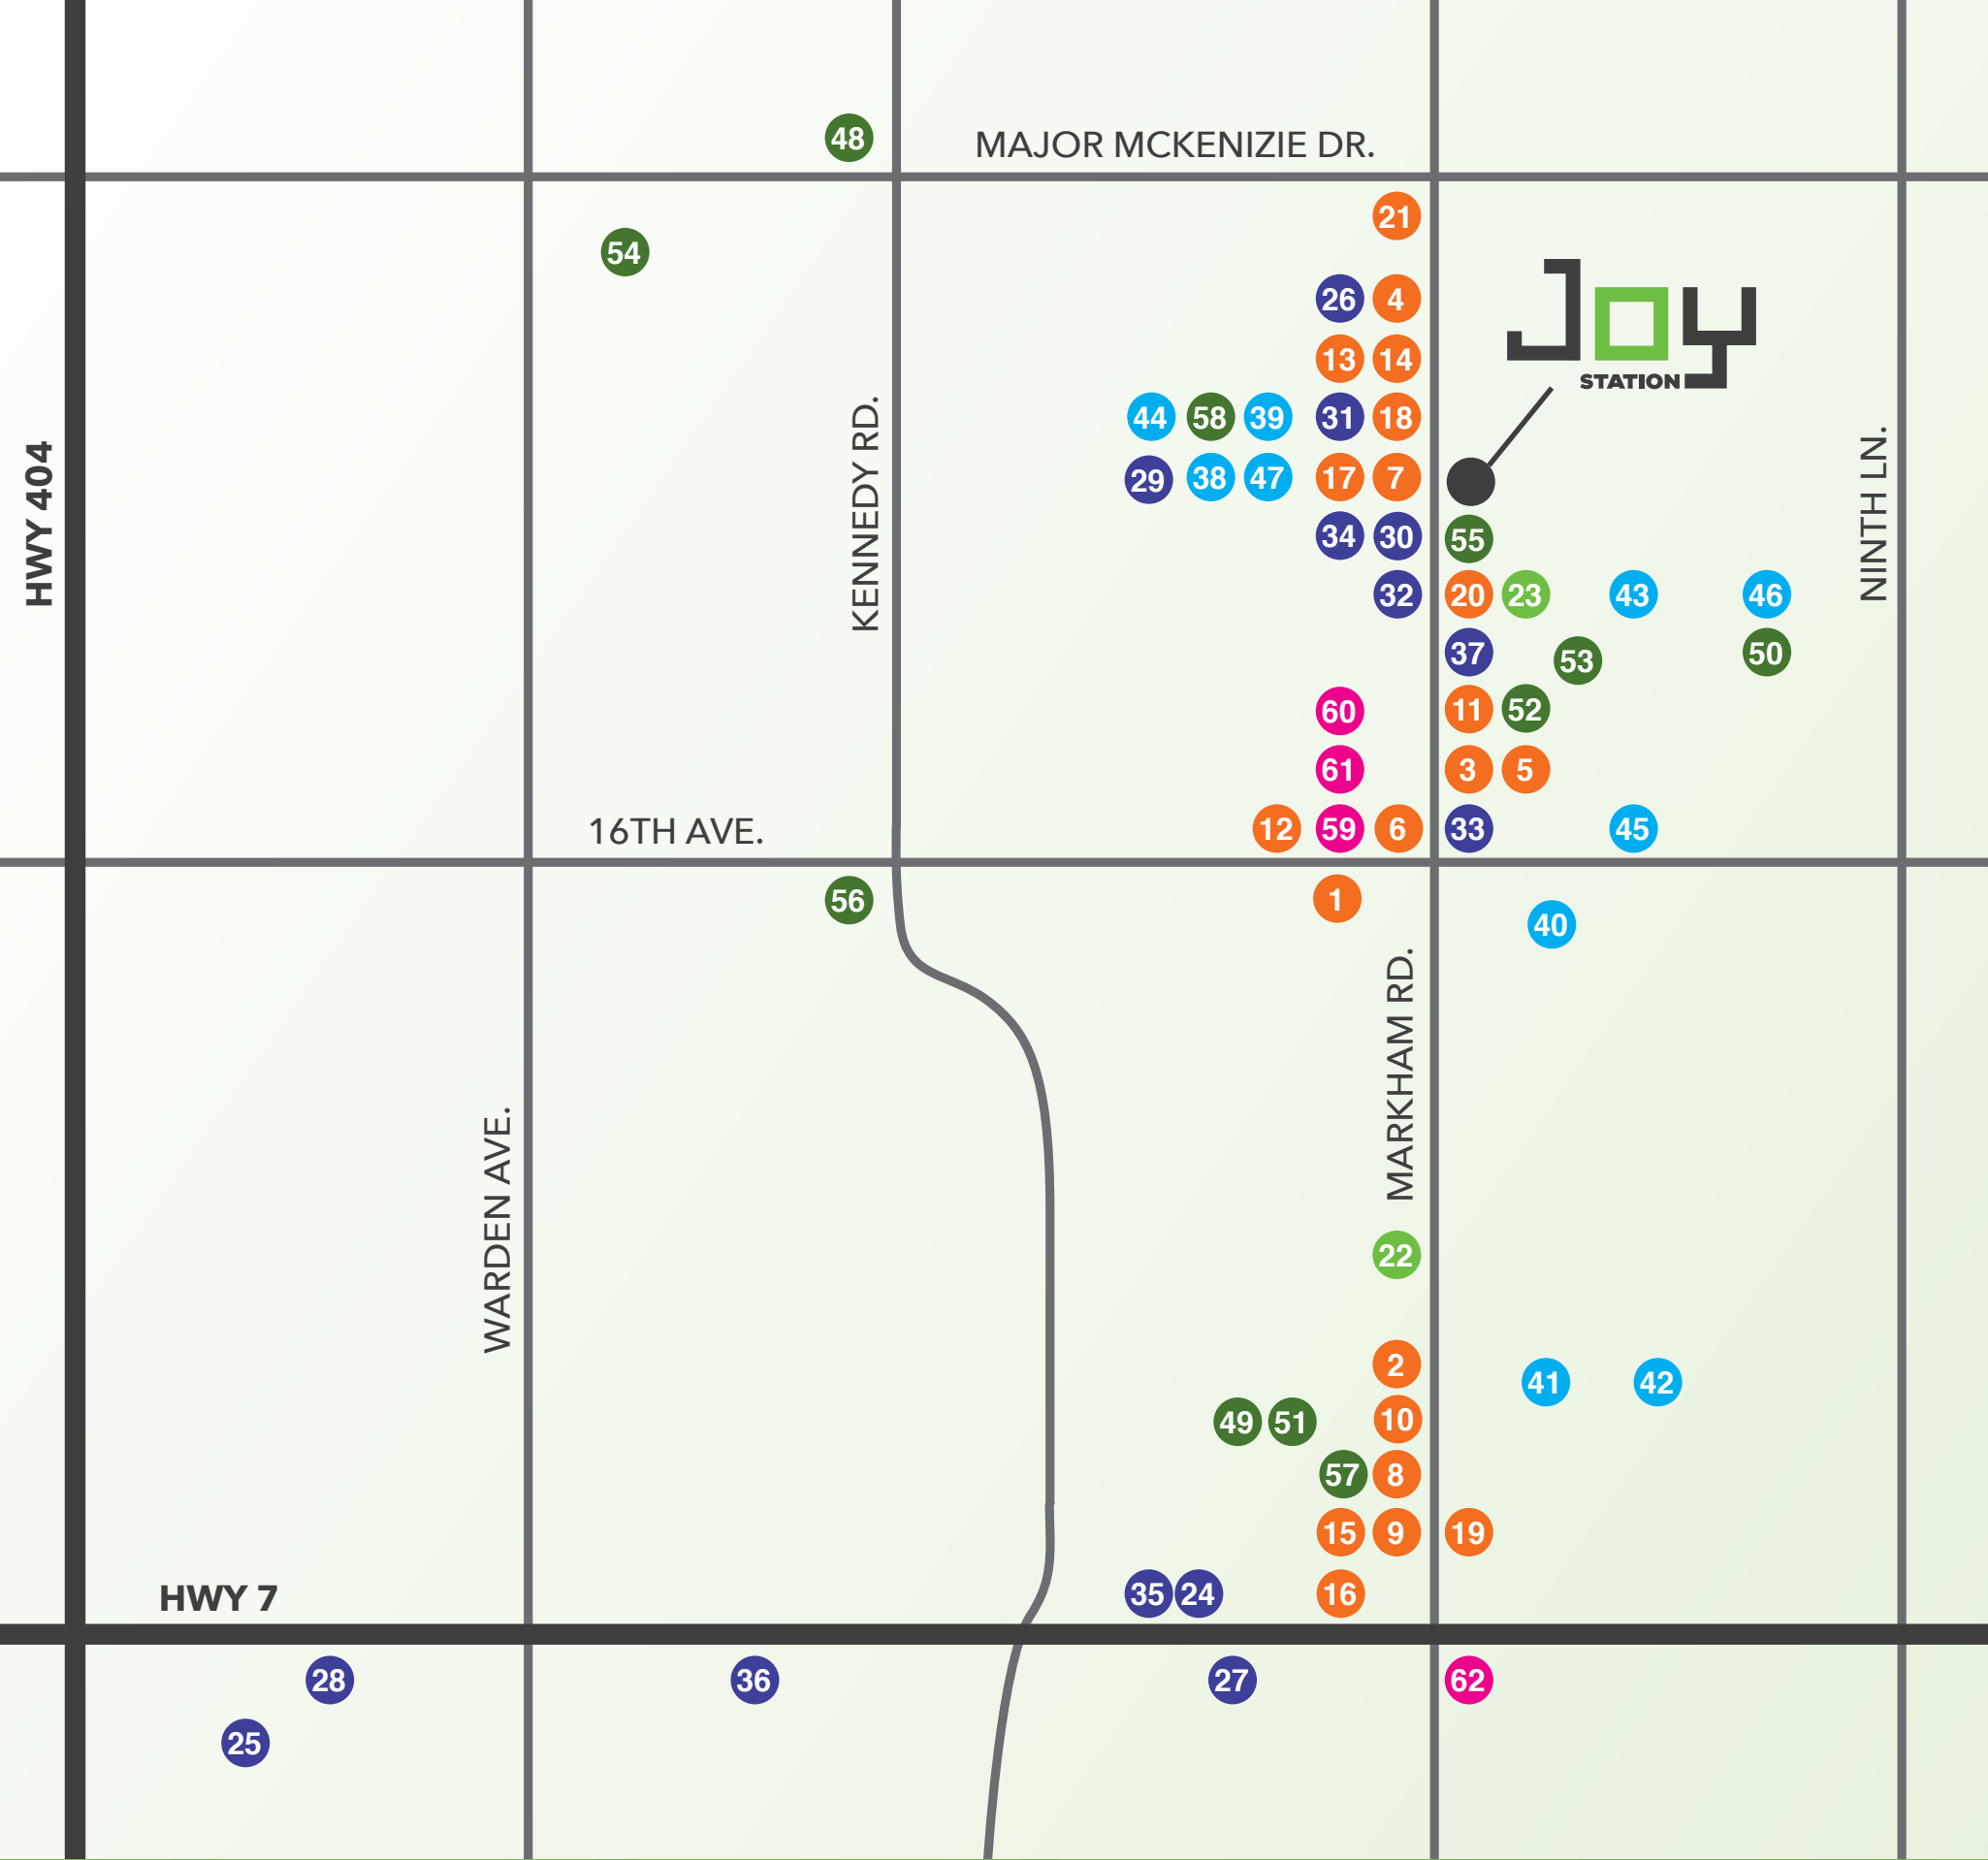 48
MAJOR MCKENIZIE DR.
21
54
26 4
JOY
STATION
13 14
44 58 39 31 18
KENNEDY RD.
HWY 404
NINTH LN.
29 38 47 17 7
34 30 55
32 20 23 43 46
37 53 50
60 11 52
61 3 5
16TH AVE.
12 59 6 33 45
56 1 40
MARKHAM RD.
WARDEN AVE.
22
2 41 42
49 51 10
57 8
15 9 19
HWY 7
35 24 16
28 36 27 62
25